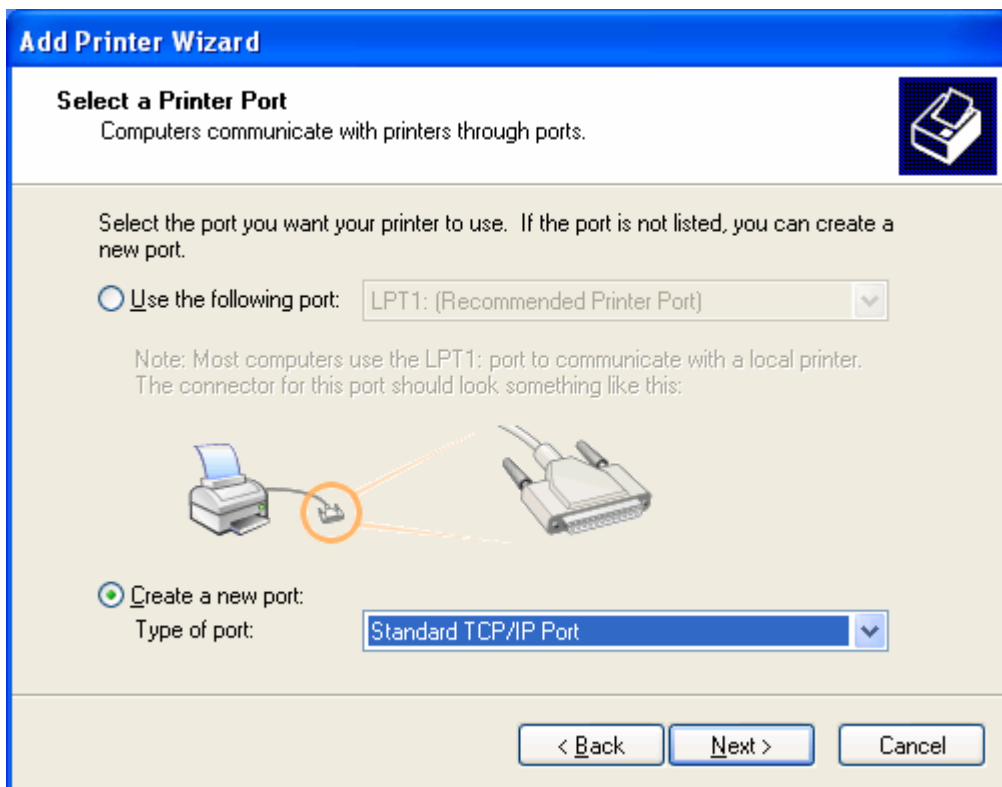 Add Printer Wizard
Select a Printer Port
Computers communicate with printers through ports.
Select the port you want your printer to use.  If the port is not listed, you can create a
new port.
Use the following port:
LPT1: (Recommended Printer Port)
Note: Most computers use the LPT1: port to communicate with a local printer.
The connector for this port should look something like this:
Create a new port:
Type of port:
Standard TCP/IP Port
< Back
Next >
Cancel